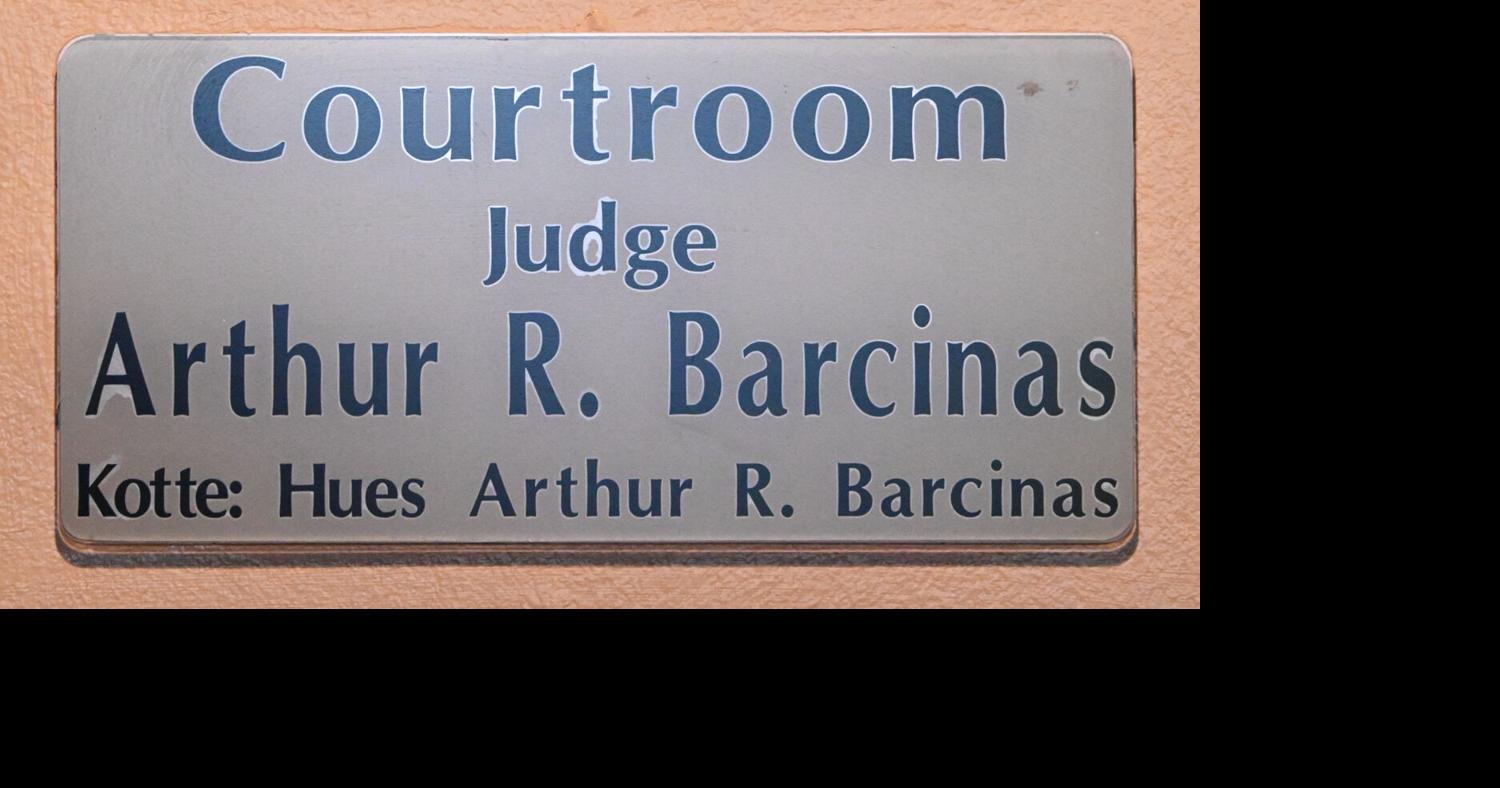 Courtroom
Judge
Arthur R. Barcinas
Kotte: Hues Arthur R. Barcinas